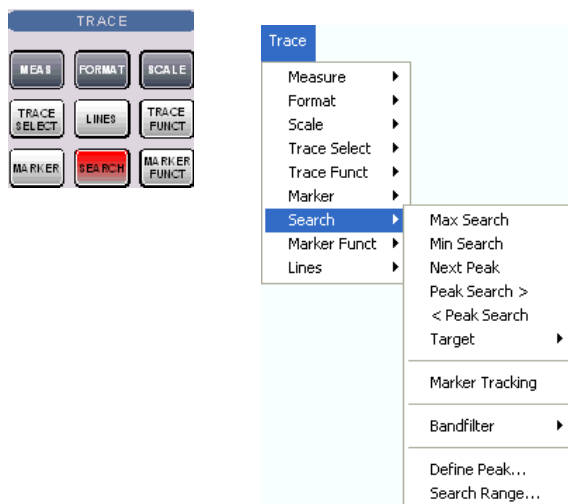 TRACE
MEAS FORMAT SCALE
TRACE SELECT LINES TRACE FUNCT
MARKER SEARCH MARKER FUNCT
Trace
Measure
Format
Scale
Trace Select
Trace Funct
Marker
Search
Marker Funct
Lines
Max Search
Min Search
Next Peak
Peak Search >
< Peak Search
Target
Marker Tracking
Bandfilter
Define Peak...
Search Range...